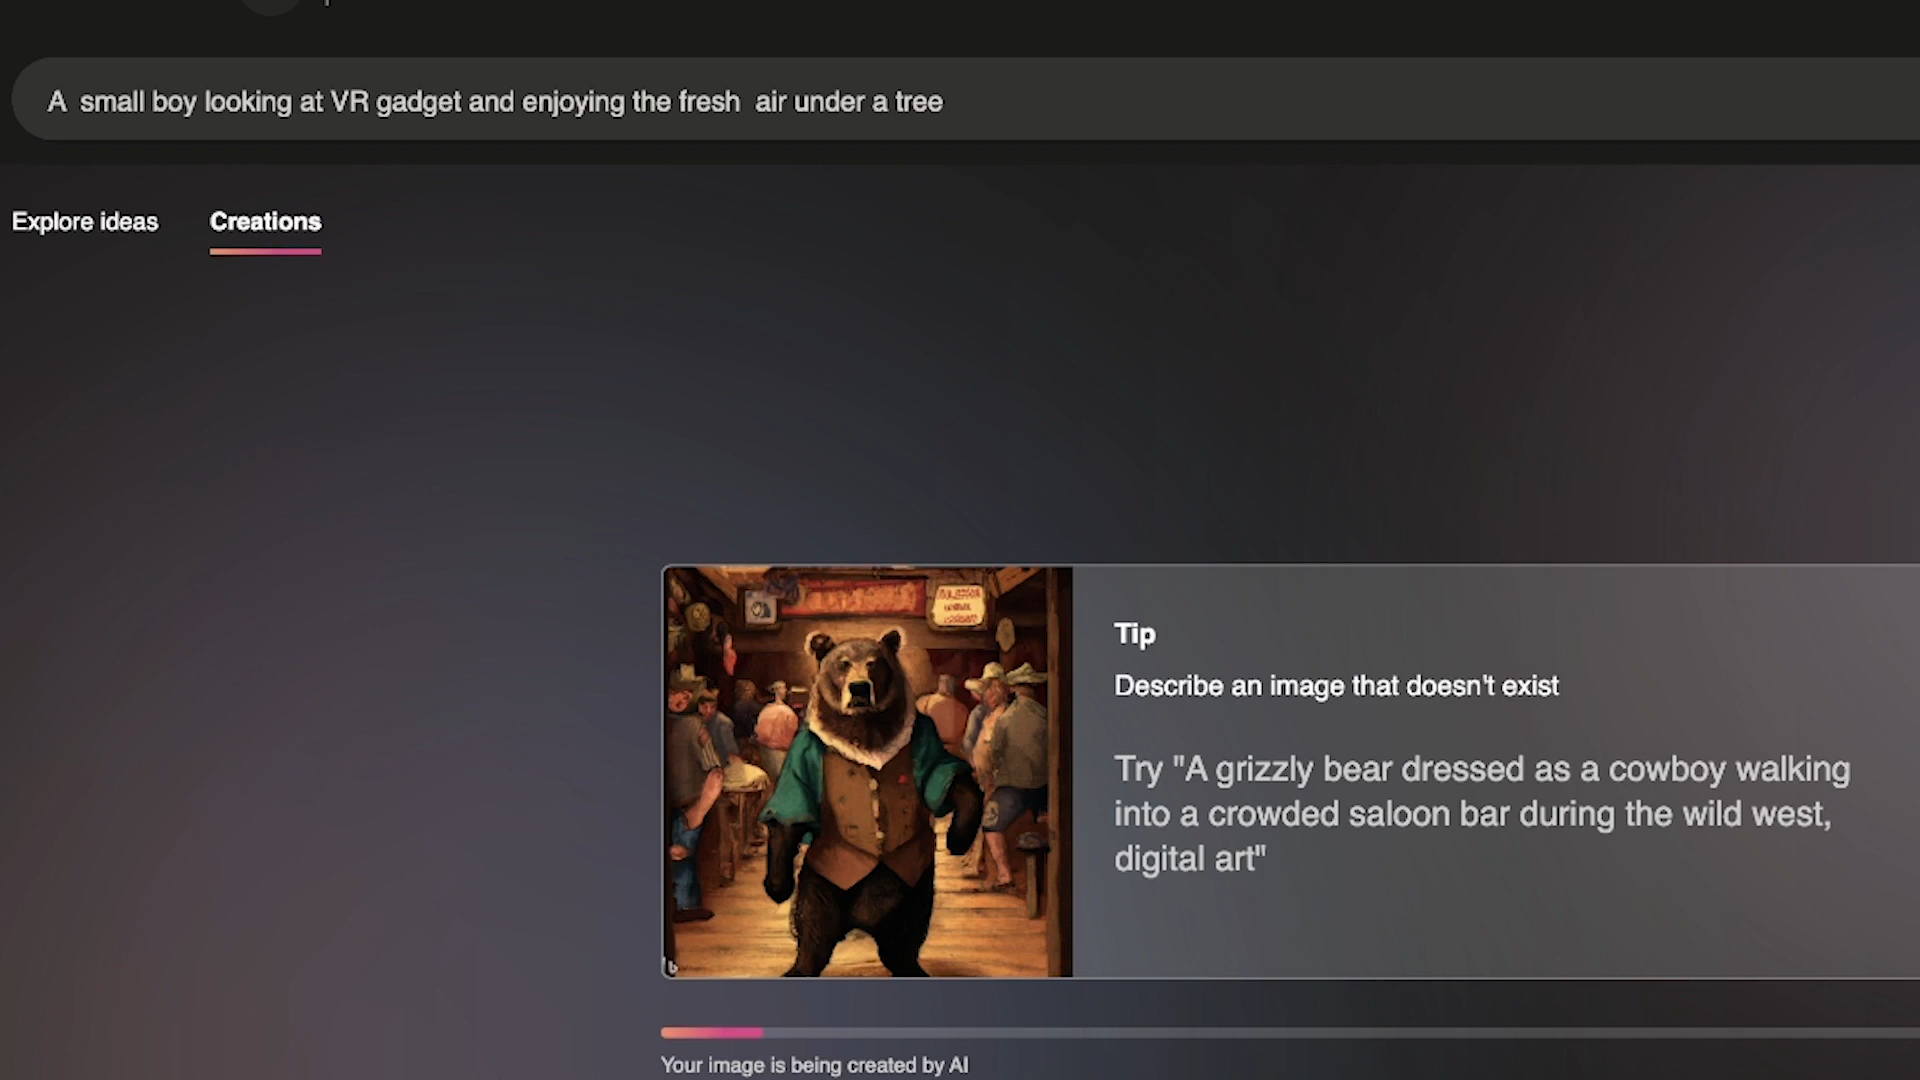 A  small boy looking at VR gadget and enjoying the fresh  air under a tree
Explore ideas
Creations
Tip
Describe an image that doesn't exist
Try "A grizzly bear dressed as a cowboy walking
into a crowded saloon bar during the wild west,
digital art"
Your image is being created by AI